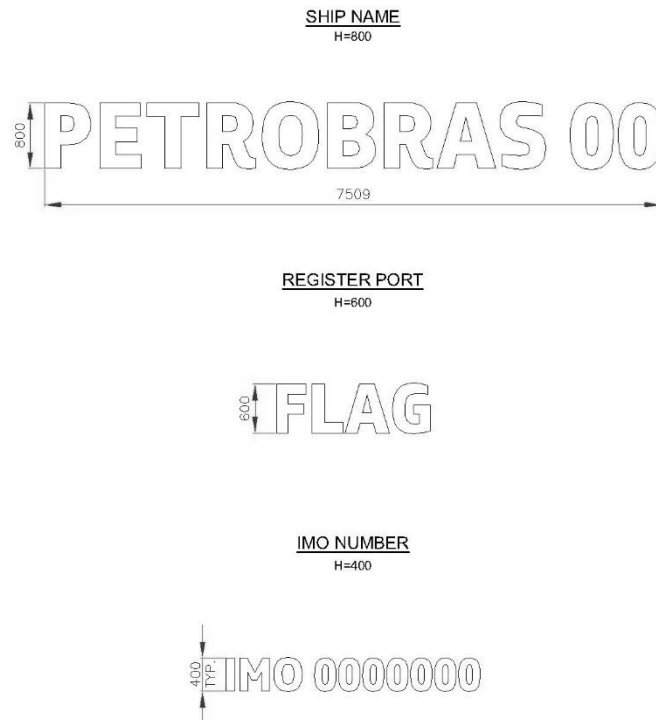 SHIP NAME
H=800
800
PETROBRAS 00
7509
REGISTER PORT
H=600
600
FLAG
IMO NUMBER
H=400
400
TYP.
IMO 0000000